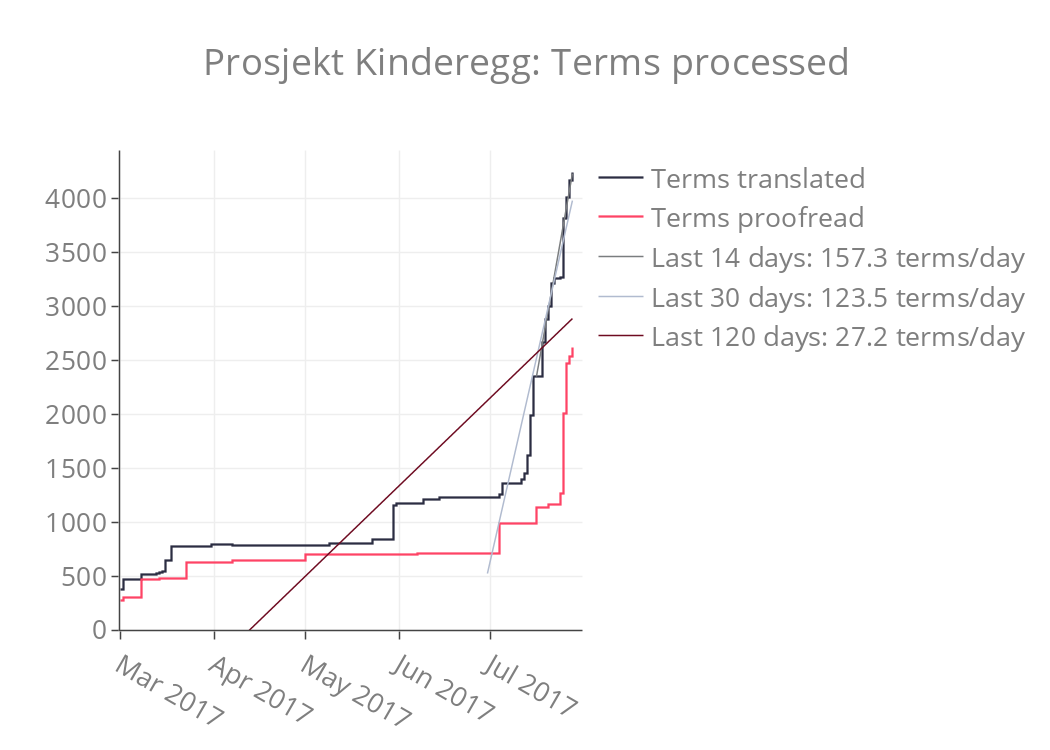 Prosjekt Kinderegg: Terms processed
Terms translated
Terms proofread
Last 14 days: 157.3 terms/day
Last 30 days: 123.5 terms/day
Last 120 days: 27.2 terms/day
4000
3500
3000
2500
2000
1500
1000
500
0
Mar 2017
Apr 2017
May 2017
Jun 2017
Jul 2017